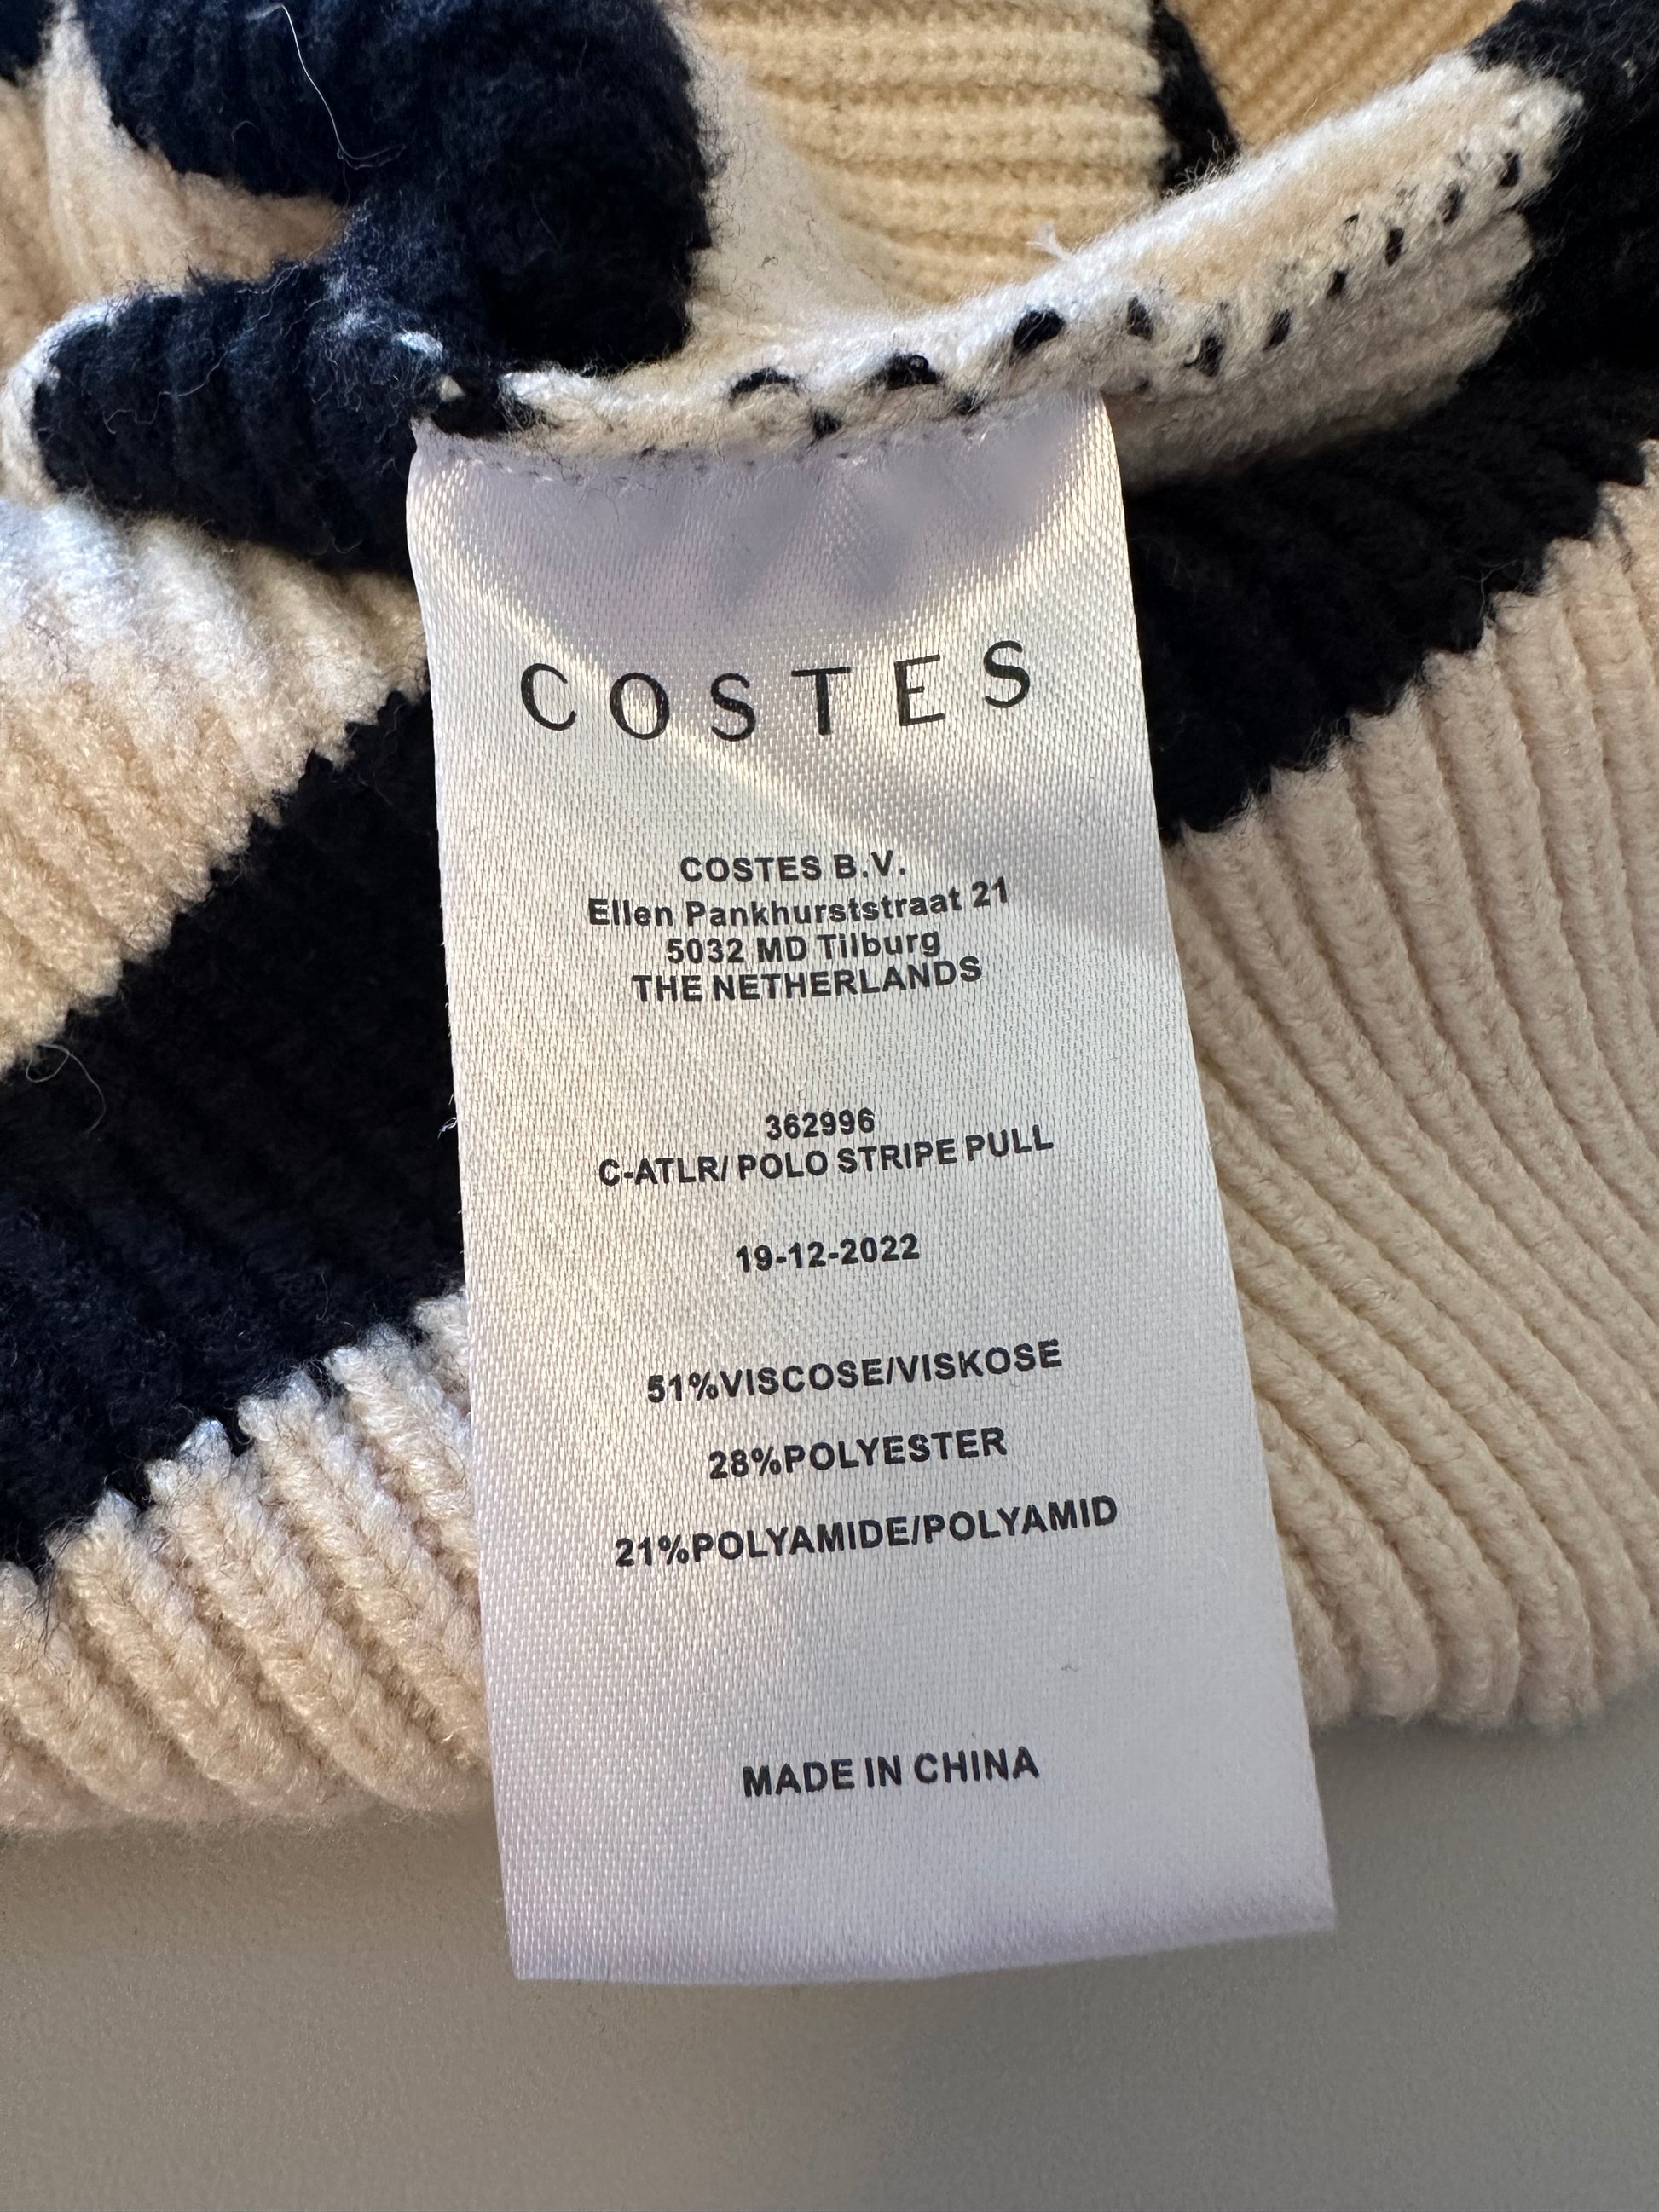 COSTES
COSTES B.V.
Ellen Pankhurststraat 21
5032 MD Tilburg
THE NETHERLANDS
362996
C-ATLR/ POLO STRIPE PULL
19-12-2022
51%VISCOSE/VISKOSE
28%POLYESTER
21%POLYAMIDE/POLYAMID
MADE IN CHINA